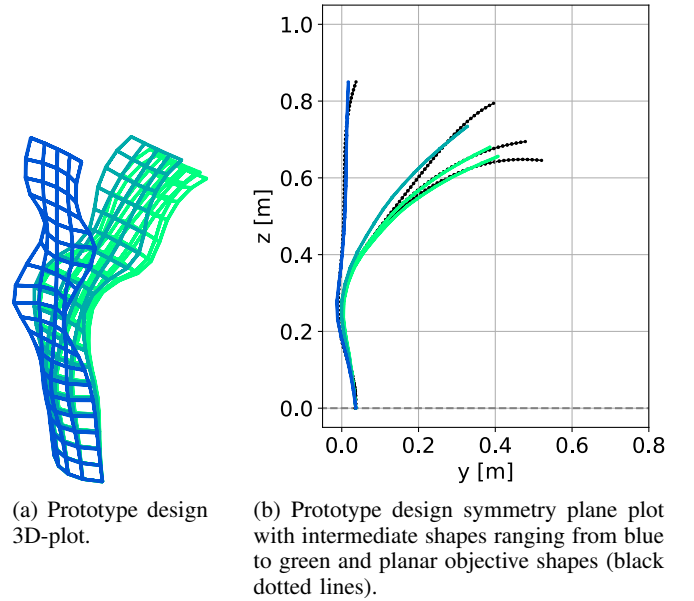 1.0
0.8
0.6
0.4
0.2
0.0
z [m]
0.0 0.2 0.4 0.6 0.8
y [m]
(a) Prototype design
3D-plot.
(b) Prototype design symmetry plane plot
with intermediate shapes ranging from blue
to green and planar objective shapes (black
dotted lines).